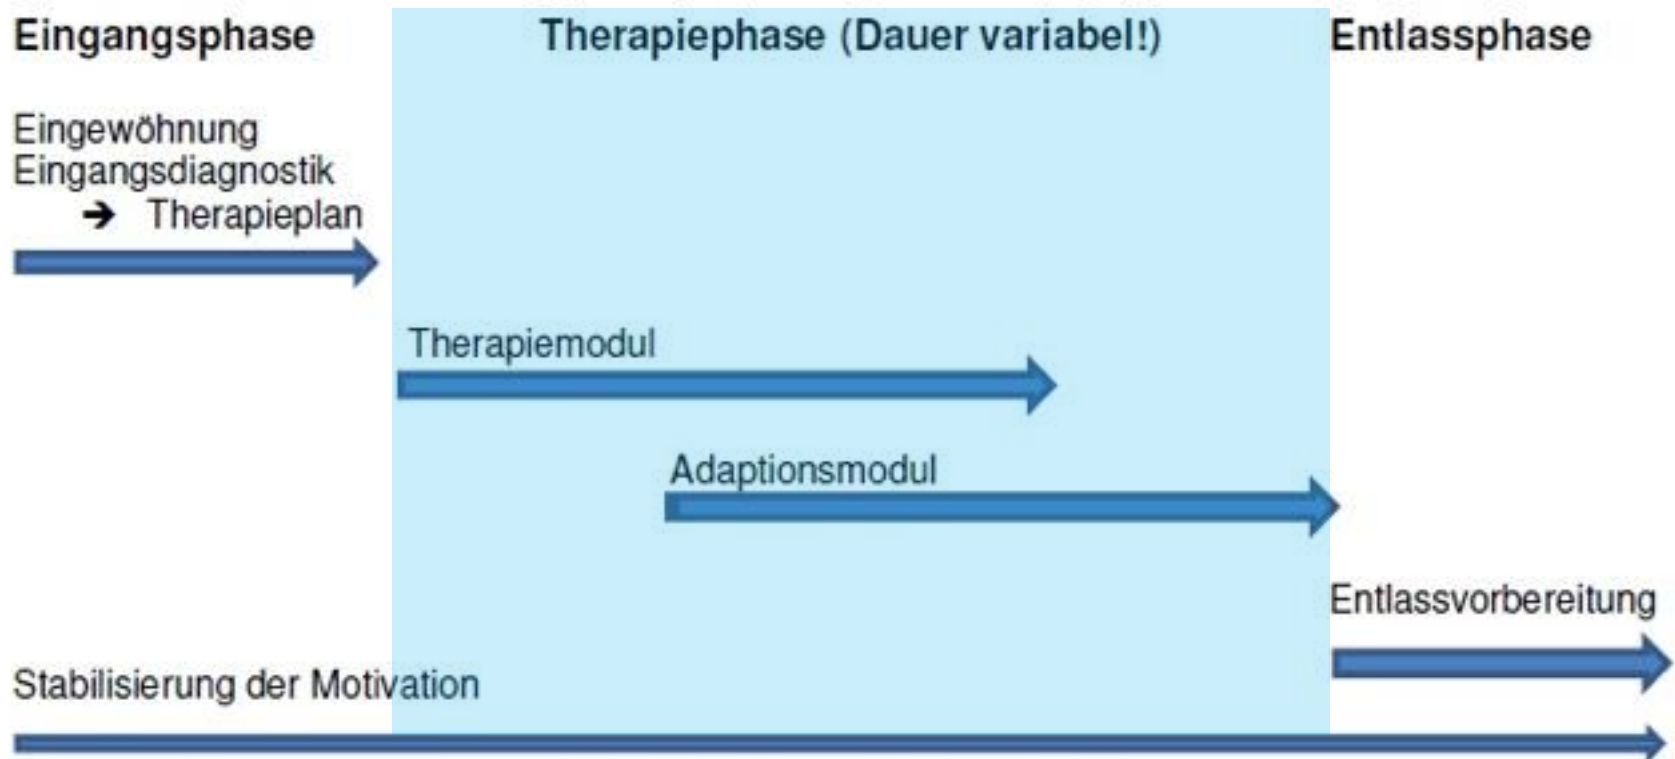 Eingangsphase
Therapiephase (Dauer variabel!)
Entlassphase
Eingewöhnung
Eingangsdiagnostik
➔ Therapieplan
Therapiemodul
Adaptionsmodul
Entlassvorbereitung
Stabilisierung der Motivation